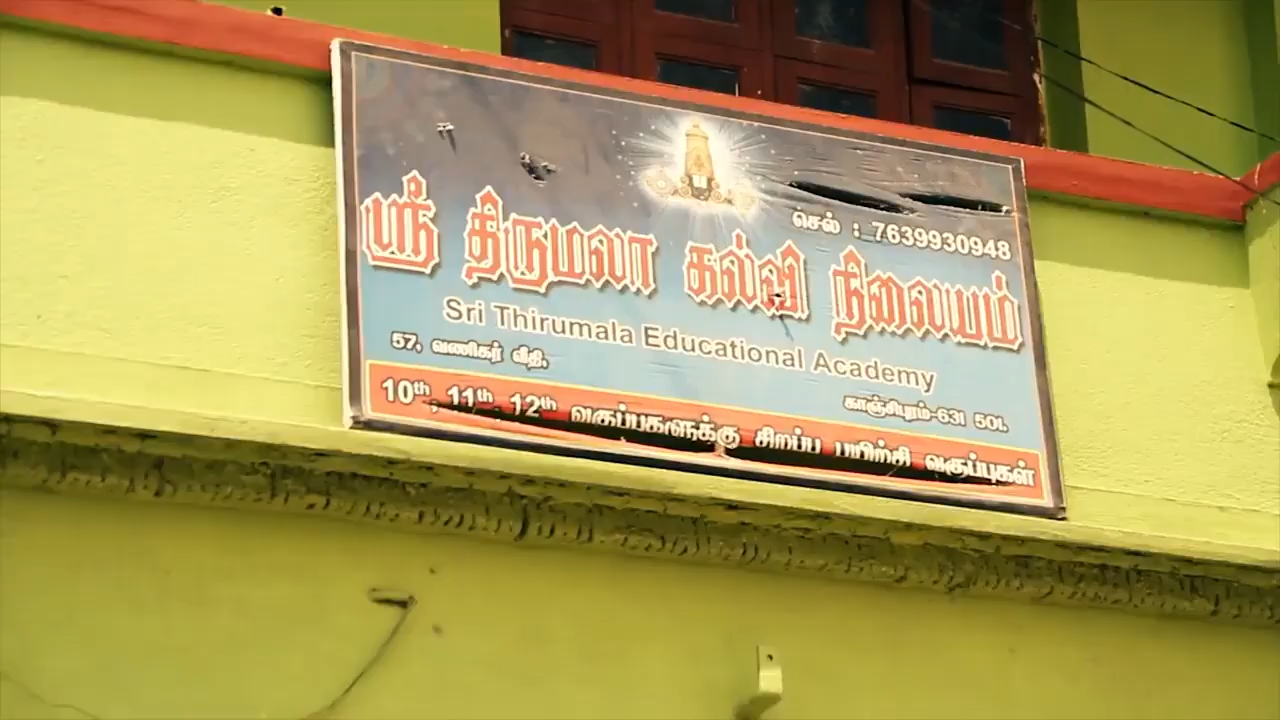 செல் : 7639930948
ஸ்ரீ திருமலா கல்வி நிலையம்
Sri Thirumala Educational Academy
57, வணிகர் வீதி,
காஞ்சிபுரம்-631 501.
10th, 11th, 12th வகுப்பகளுக்கு சிறப்ப பயிற்சி வகுப்புகள்